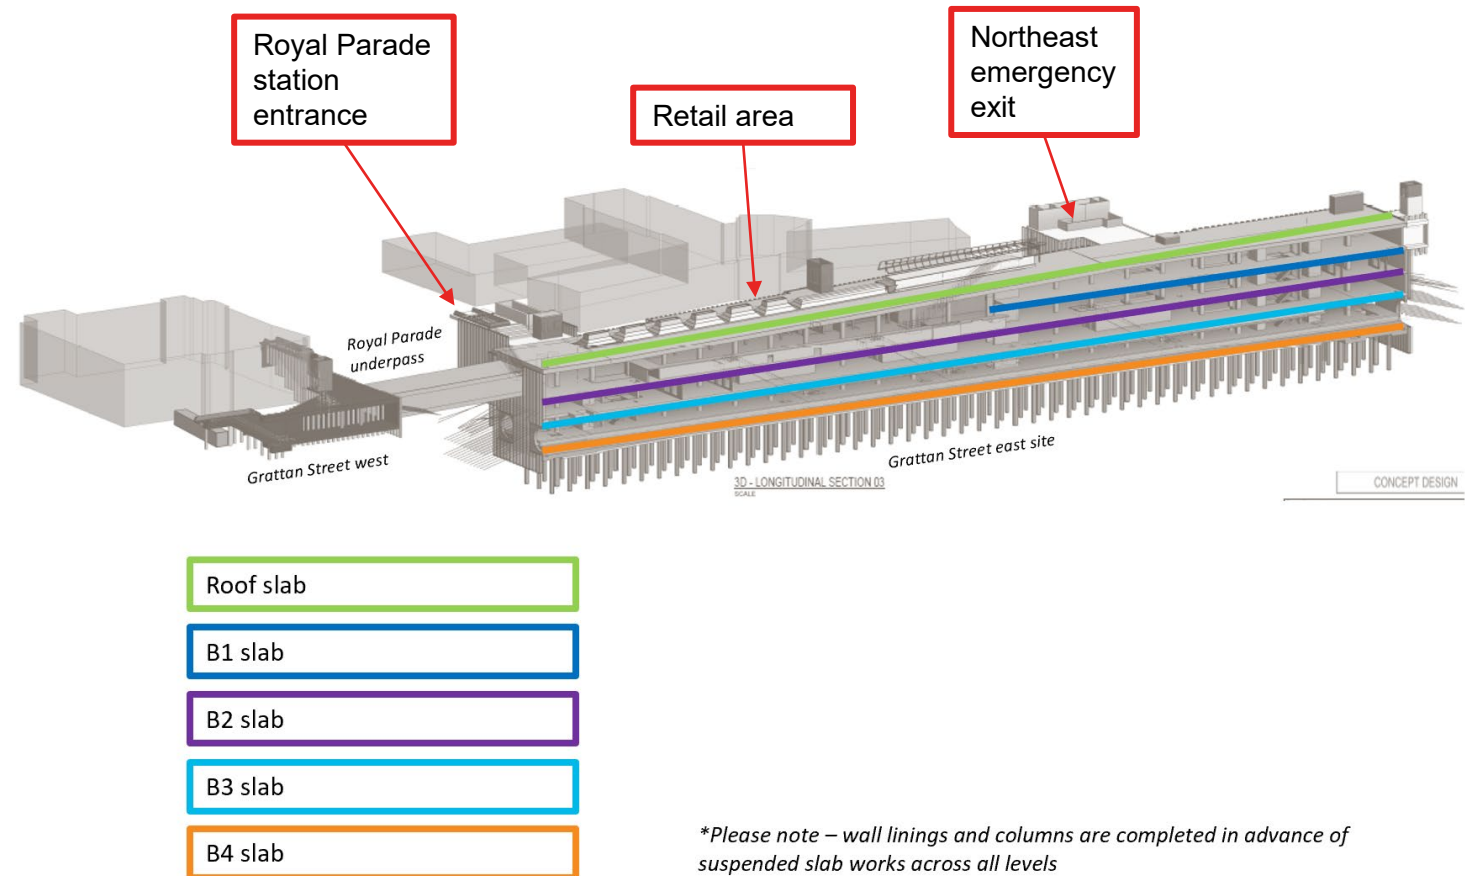 Royal Parade
station
entrance
Retail area
Northeast
emergency
exit
Royal Parade
underpass
Grattan Street west
Grattan Street east site
3D - LONGITUDINAL SECTION 03
SCALE
CONCEPT DESIGN
Roof slab
B1 slab
B2 slab
B3 slab
B4 slab
*Please note – wall linings and columns are completed in advance of
suspended slab works across all levels